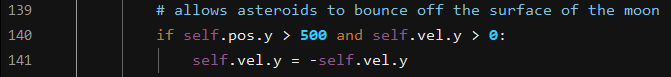 139 # allows asteroids to bounce off the surface of the moon
140 if self.pos.y > 500 and self.vel.y > 0:
141 self.vel.y = -self.vel.y